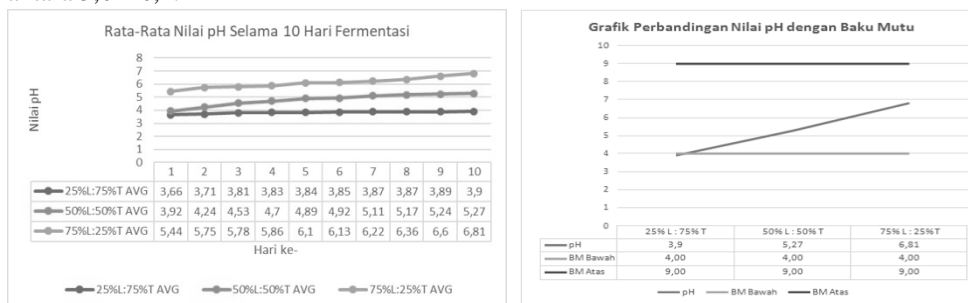 Rata-Rata Nilai pH Selama 10 Hari Fermentasi
Nilai pH
8
7
6
5
4
3
2
1
0
1 2 3 4 5 6 7 8 9 10
25%L:75%T AVG 3,66 3,71 3,81 3,83 3,84 3,85 3,87 3,87 3,89 3,9
50%L:50%T AVG 3,92 4,24 4,53 4,7 4,89 4,92 5,11 5,17 5,24 5,27
75%L:25%T AVG 5,44 5,75 5,78 5,86 6,1 6,13 6,22 6,36 6,6 6,81
Hari ke-
25%L:75%T AVG 50%L:50%T AVG 75%L:25%T AVG
Grafik Perbandingan Nilai pH dengan Baku Mutu
10
9
8
7
6
5
4
3
2
1
0
25% L : 75% T 50% L : 50% T 75% L : 25%T
pH 3,9 5,27 6,81
BM Bawah 4,00 4,00 4,00
BM Atas 9,00 9,00 9,00
pH BM Bawah BM Atas